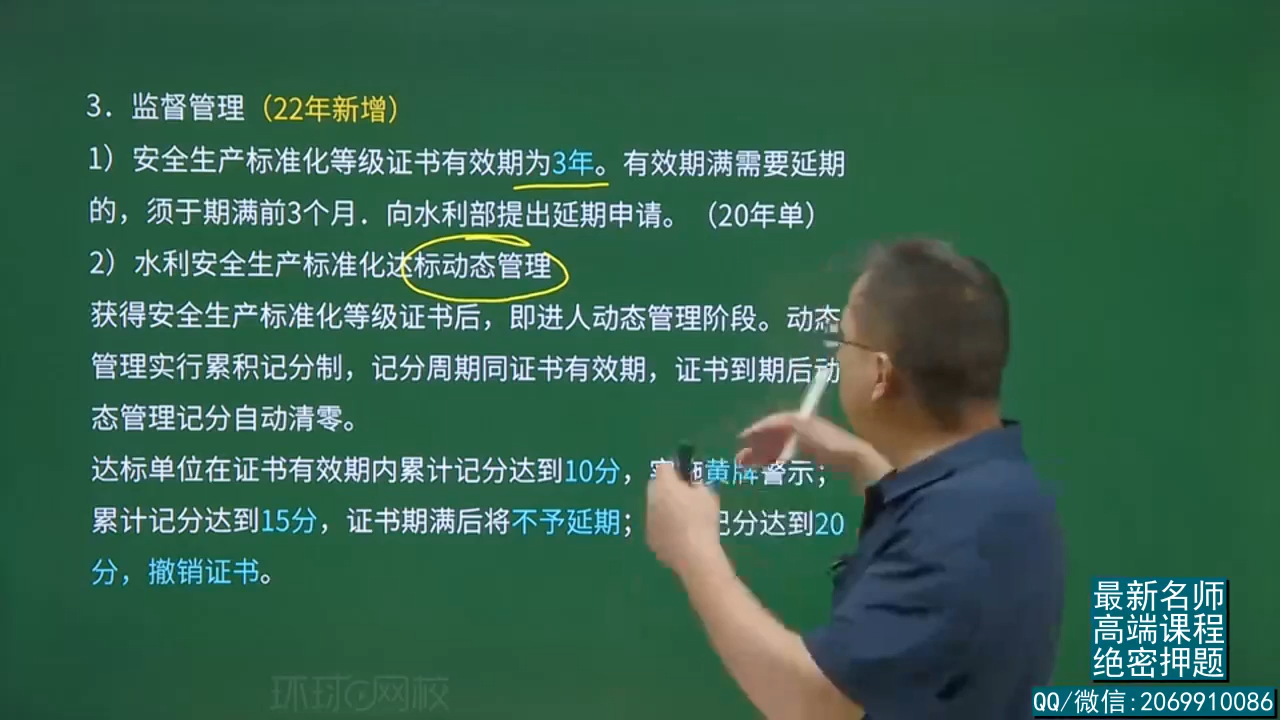 3．监督管理（22年新增）
1）安全生产标准化等级证书有效期为3年。有效期满需要延期
的，须于期满前3个月．向水利部提出延期申请。（20年单）
2）水利安全生产标准化达标动态管理
获得安全生产标准化等级证书后，即进人动态管理阶段。动态
管理实行累积记分制，记分周期同证书有效期，证书到期后动
态管理记分自动清零。
达标单位在证书有效期内累计记分达到10分，实施黄牌警示；
累计记分达到15分，证书期满后将不予延期；记分达到20
分，撤销证书。
环球网校
最新名师
高端课程
绝密押题
QQ/微信:2069910086